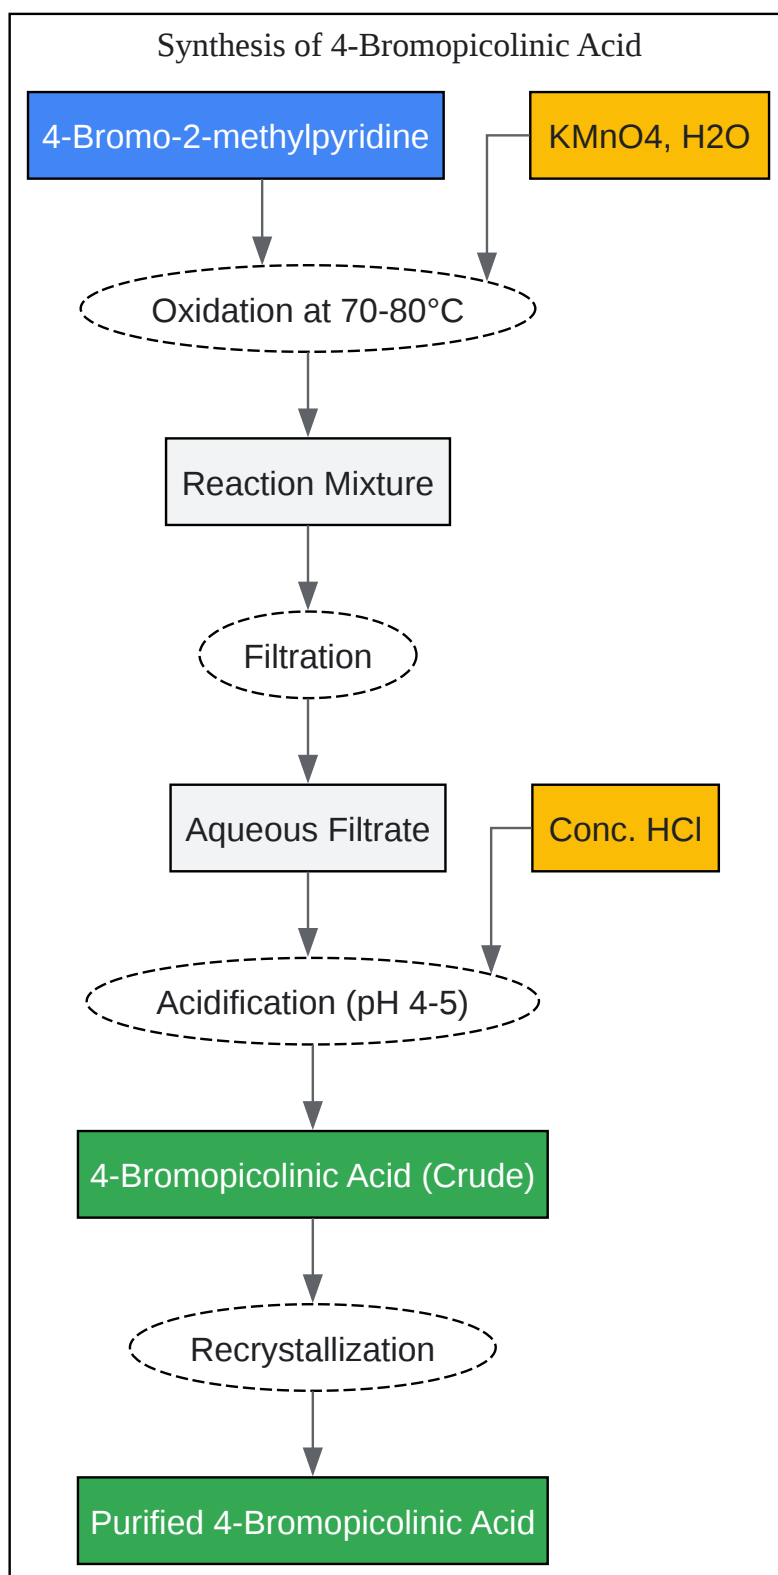 Synthesis of 4-Bromopicolinic Acid
4-Bromo-2-methylpyridine
KMnO4, H2O
Oxidation at 70-80°C
Reaction Mixture
Filtration
Aqueous Filtrate
Conc. HCl
Acidification (pH 4-5)
4-Bromopicolinic Acid (Crude)
Recrystallization
Purified 4-Bromopicolinic Acid